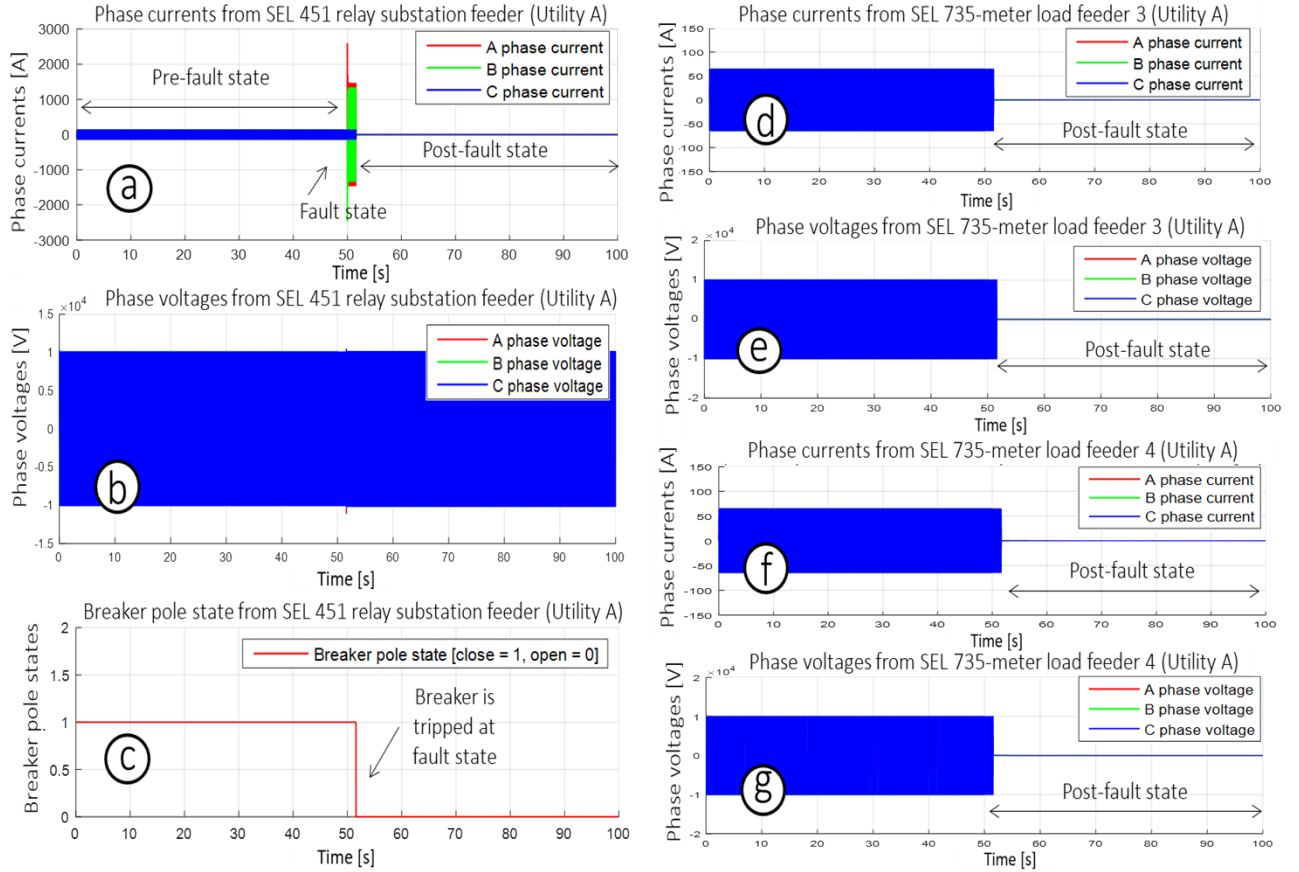 Phase currents from SEL 451 relay substation feeder (Utility A)
Phase currents [A]
3000
2000
1000
0
-1000
-2000
-3000
A phase current
B phase current
C phase current
Pre-fault state
Post-fault state
Fault state
a
0 10 20 30 40 50 60 70 80 90 100
Time [s]
Phase voltages from SEL 451 relay substation feeder (Utility A)
×10⁴
Phase voltages [V]
1.5
1
0.5
0
-0.5
-1
-1.5
A phase voltage
B phase voltage
C phase voltage
b
0 10 20 30 40 50 60 70 80 90 100
Time [s]
Breaker pole state from SEL 451 relay substation feeder (Utility A)
Breaker pole states
2
1.5
1
0.5
0
Breaker pole state [close = 1, open = 0]
Breaker is
tripped at
fault state
c
0 10 20 30 40 50 60 70 80 90 100
Time [s]
Phase currents from SEL 735-meter load feeder 3 (Utility A)
Phase currents [A]
150
100
50
0
-50
-100
-150
A phase current
B phase current
C phase current
d
Post-fault state
0 10 20 30 40 50 60 70 80 90 100
Time [s]
Phase voltages from SEL 735-meter load feeder 3 (Utility A)
×10⁴
Phase voltages [V]
2
1
0
-1
-2
A phase voltage
B phase voltage
C phase voltage
e
Post-fault state
0 10 20 30 40 50 60 70 80 90 100
Time [s]
Phase currents from SEL 735-meter load feeder 4 (Utility A)
Phase currents [A]
150
100
50
0
-50
-100
-150
A phase current
B phase current
C phase current
f
Post-fault state
0 10 20 30 40 50 60 70 80 90 100
Time [s]
Phase voltages from SEL 735-meter load feeder 4 (Utility A)
×10⁴
Phase voltages [V]
2
1
0
-1
-2
A phase voltage
B phase voltage
C phase voltage
g
Post-fault state
0 10 20 30 40 50 60 70 80 90 100
Time [s]